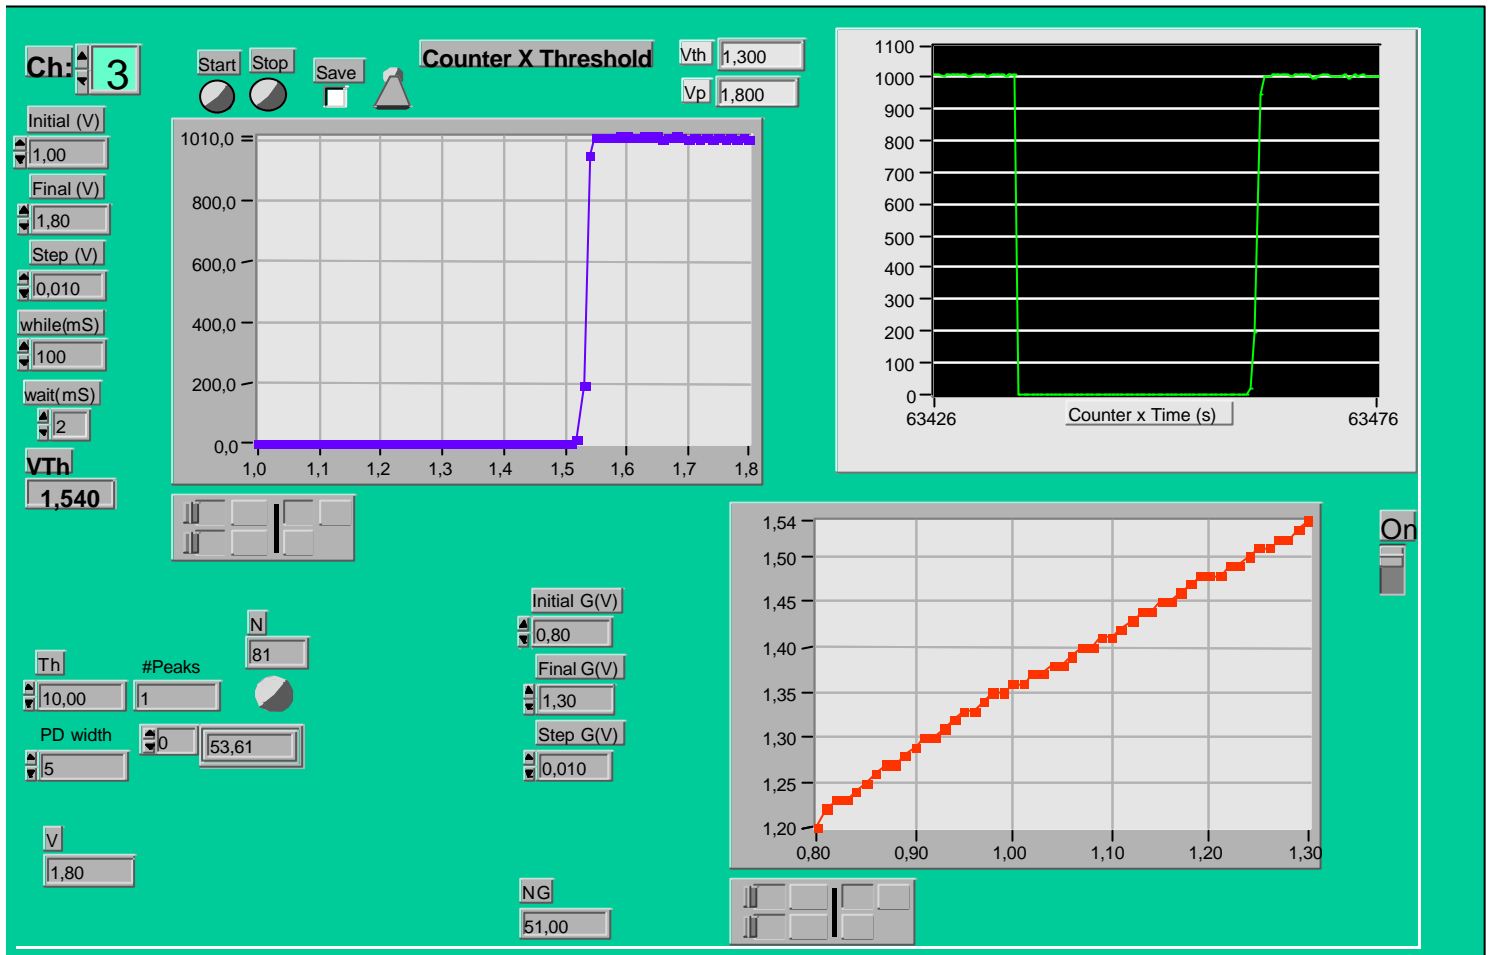 Ch: 3
Start
Stop
Save
Counter X Threshold
Vth 1,300
Vp 1,800
Initial (V)
1,00
Final (V)
1,80
Step (V)
0,010
while(mS)
100
wait(mS)
2
VTh
1,540
1010,0
800,0
600,0
400,0
200,0
0,0
1,0 1,1 1,2 1,3 1,4 1,5 1,6 1,7 1,8
1100
1000
900
800
700
600
500
400
300
200
100
0
63426 63476
Counter x Time (s)
On
1,54
1,50
1,45
1,40
1,35
1,30
1,25
1,20
0,80 0,90 1,00 1,10 1,20 1,30
Initial G(V)
0,80
Final G(V)
1,30
Step G(V)
0,010
N
81
Th
10,00
#Peaks
1
PD width
5
0
53,61
V
1,80
NG
51,00